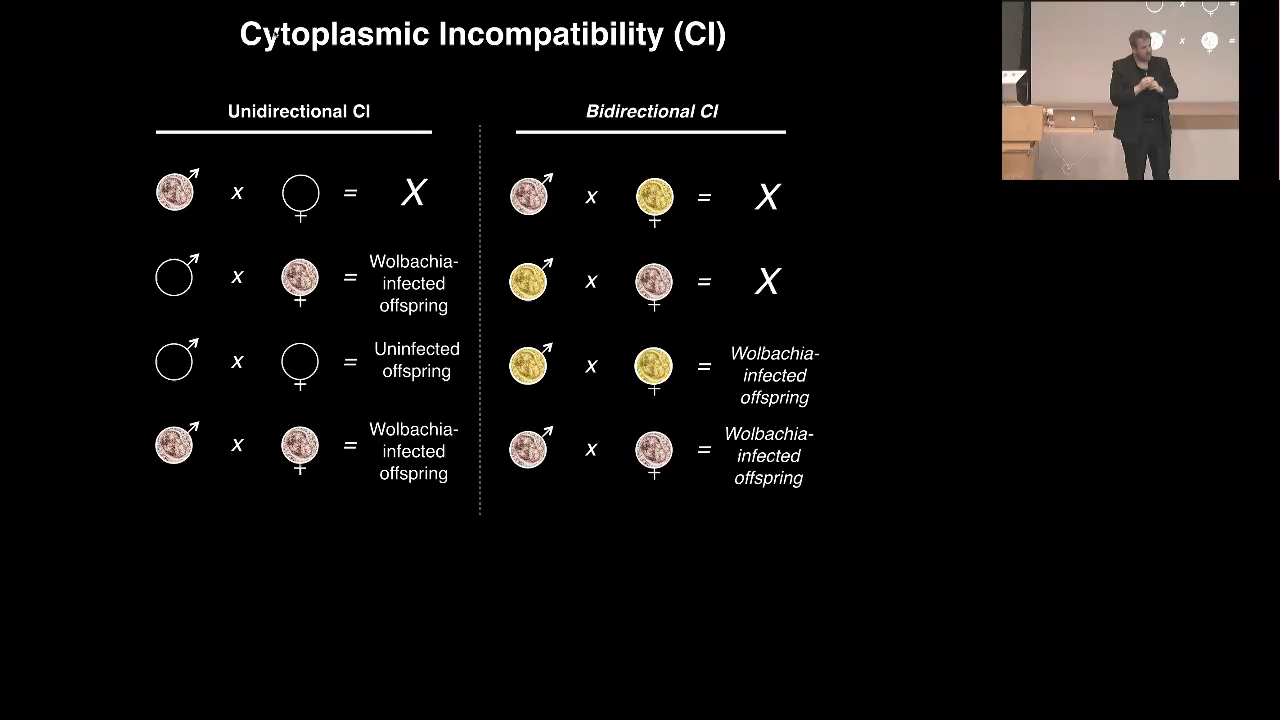 Cytoplasmic Incompatibility (CI)
Unidirectional CI
♂ x ♀ = X
♂ x ♀ = Wolbachia-
infected
offspring
♂ x ♀ = Uninfected
offspring
♂ x ♀ = Wolbachia-
infected
offspring
Bidirectional CI
♂ x ♀ = X
♂ x ♀ = X
♂ x ♀ = Wolbachia-
infected
offspring
♂ x ♀ = Wolbachia-
infected
offspring
x =
x =